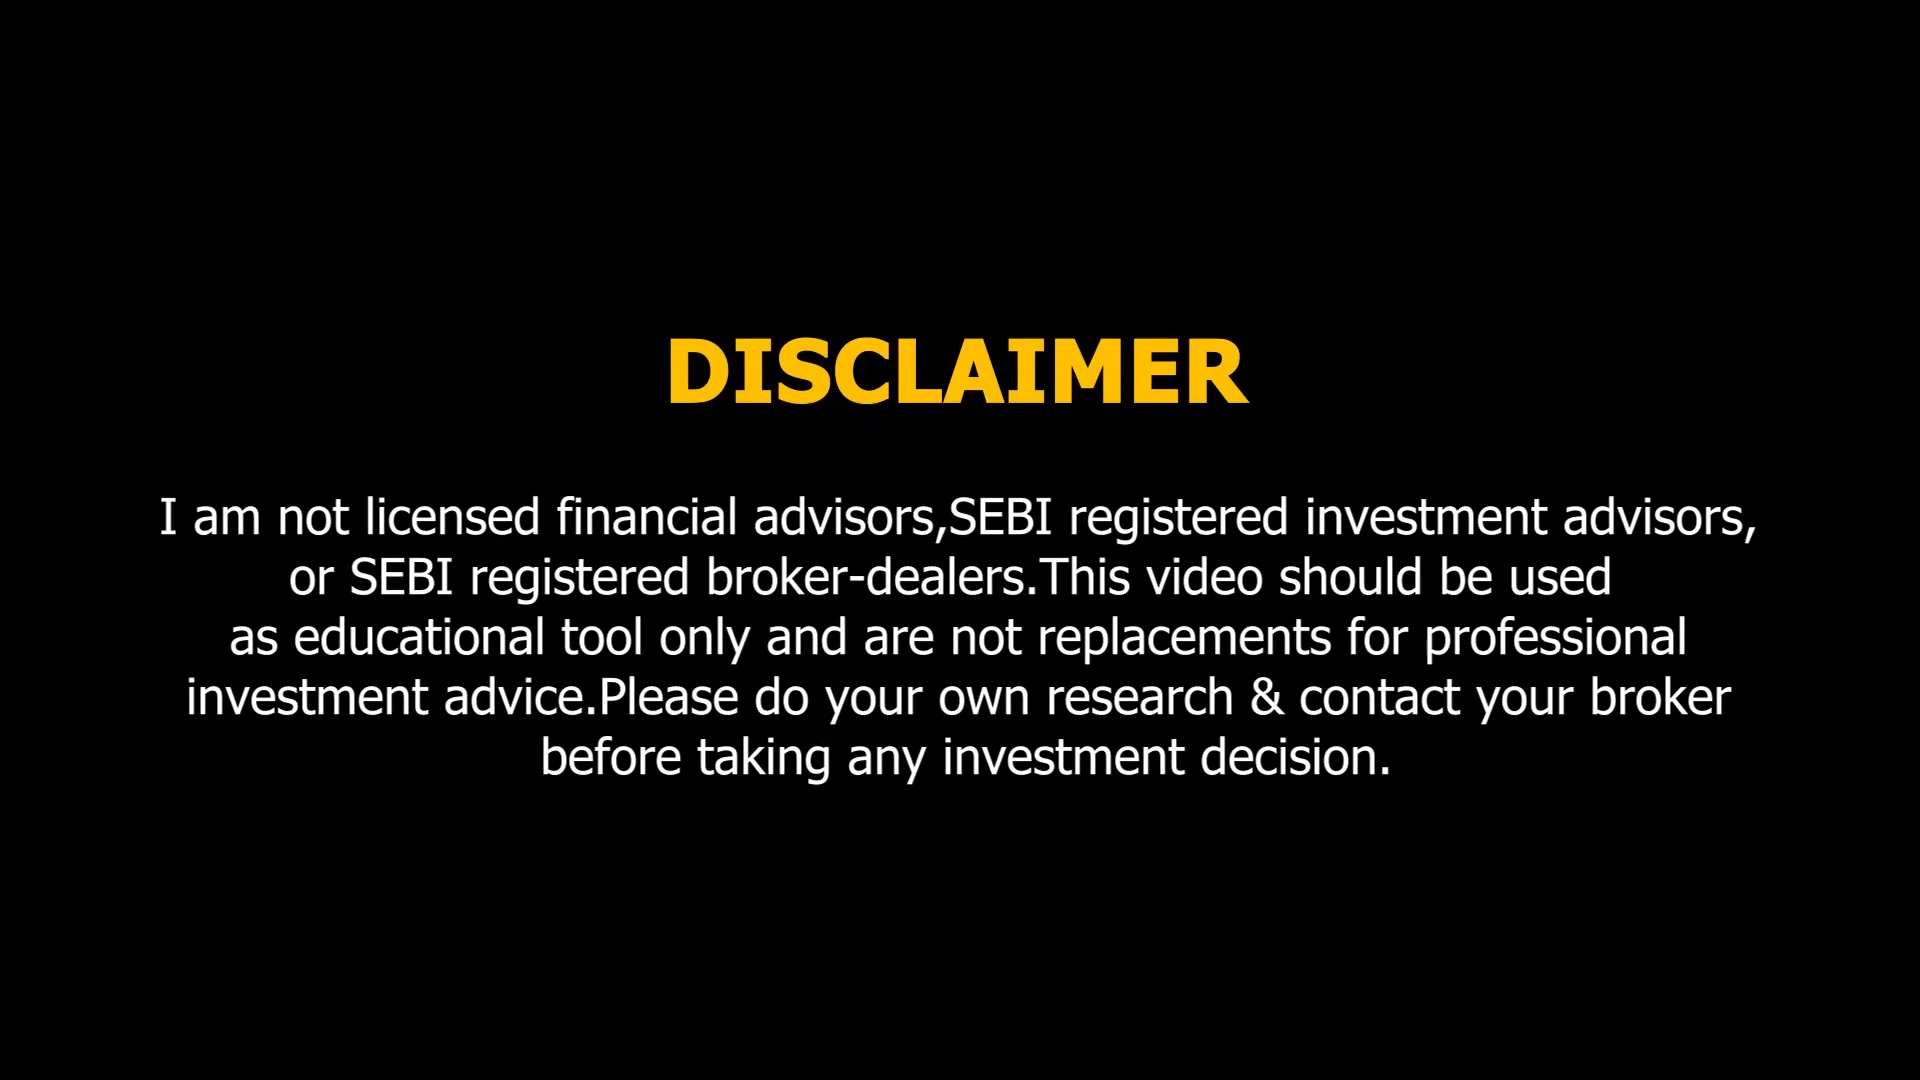 DISCLAIMER
I am not licensed financial advisors,SEBI registered investment advisors,
or SEBI registered broker-dealers.This video should be used
as educational tool only and are not replacements for professional
investment advice.Please do your own research & contact your broker
before taking any investment decision.